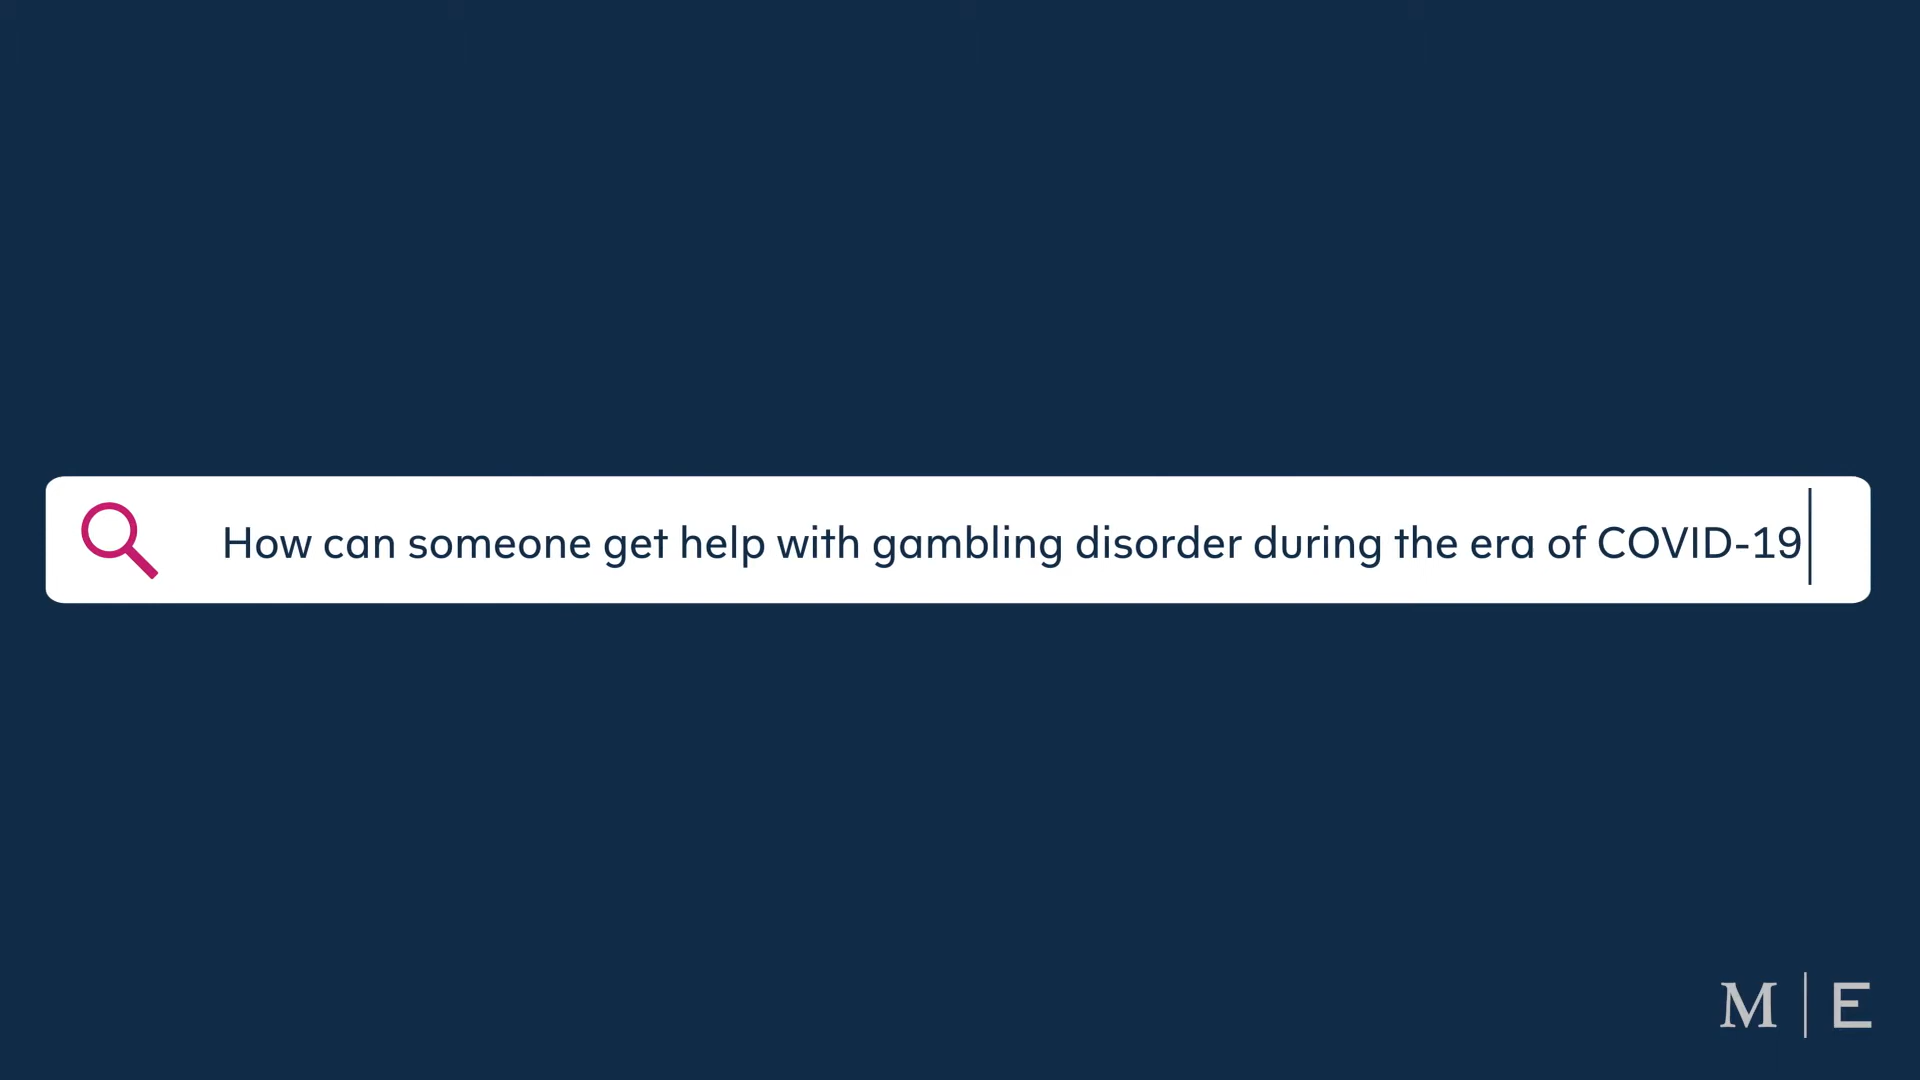 How can someone get help with gambling disorder during the era of COVID-19
M | E